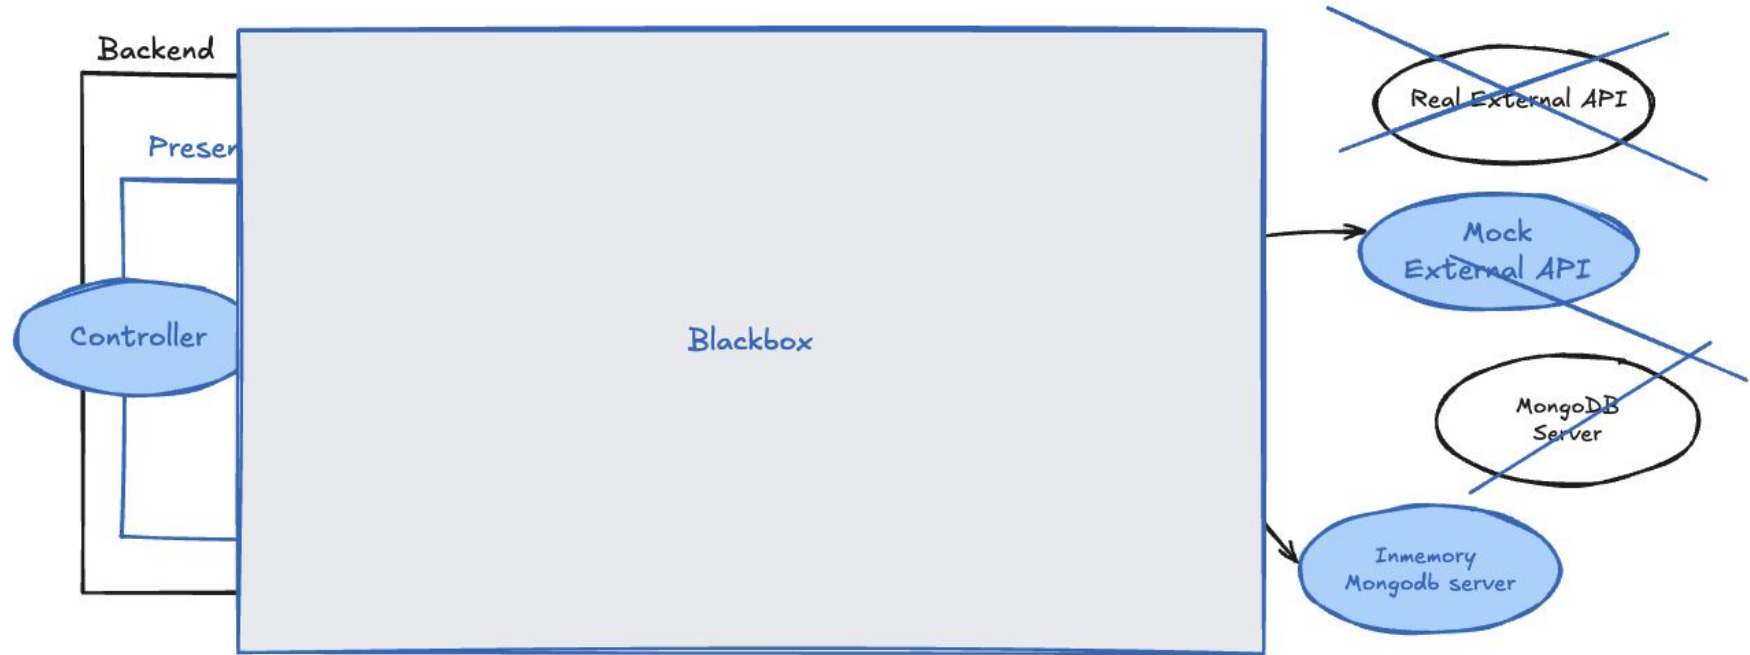 Backend
Presen
Controller
Blackbox
Real External API
Mock
External API
MongoDB
Server
Inmemory
Mongodb server